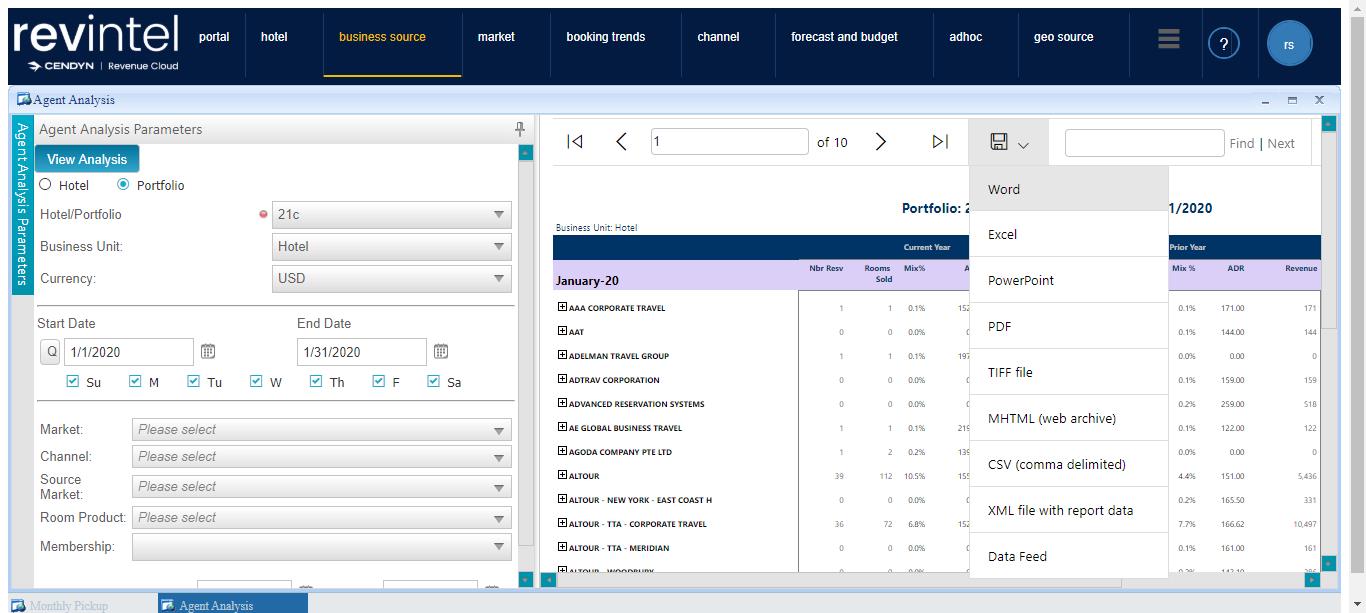 revintel
CENDYN | Revenue Cloud
portal
hotel
business source
market
booking trends
channel
forecast and budget
adhoc
geo source
?
rs
Agent Analysis
Agent Analysis Parameters
Agent Analysis Parameters
View Analysis
Hotel
Portfolio
Hotel/Portfolio
21c
Business Unit:
Hotel
Currency:
USD
Start Date
End Date
Q
1/1/2020
1/31/2020
Su
M
Tu
W
Th
F
Sa
Market:
Please select
Channel:
Please select
Source
Market:
Please select
Room Product:
Please select
Membership:
1
of 10
Find | Next
Word
Excel
PowerPoint
PDF
TIFF file
MHTML (web archive)
CSV (comma delimited)
XML file with report data
Data Feed
Portfolio: 2
1/2020
Business Unit: Hotel
Current Year
Prior Year
January-20
Nbr Resv
Rooms
Sold
Mix%
A
Mix %
ADR
Revenue
AAA CORPORATE TRAVEL 1 1 0.1% 152 0.1% 171.00 171
AAT 0 0 0.0% 0.1% 144.00 144
ADELMAN TRAVEL GROUP 1 1 0.1% 197 0.0% 0.00 0
ADTRAV CORPORATION 0 0 0.0% 0.1% 159.00 159
ADVANCED RESERVATION SYSTEMS 0 0 0.0% 0.2% 259.00 518
AE GLOBAL BUSINESS TRAVEL 1 1 0.1% 219 0.1% 122.00 122
AGODA COMPANY PTE LTD 1 2 0.2% 139 0.0% 0.00 0
ALTOUR 39 112 10.5% 155 4.4% 151.00 5,436
ALTOUR - NEW YORK - EAST COAST H 0 0 0.0% 0.2% 165.50 331
ALTOUR - TTA - CORPORATE TRAVEL 36 72 6.8% 152 7.7% 166.62 10,497
ALTOUR - TTA - MERIDIAN 0 0 0.0% 0.1% 161.00 161
ALTOUR - WOODBURY
Monthly Pickup
Agent Analysis